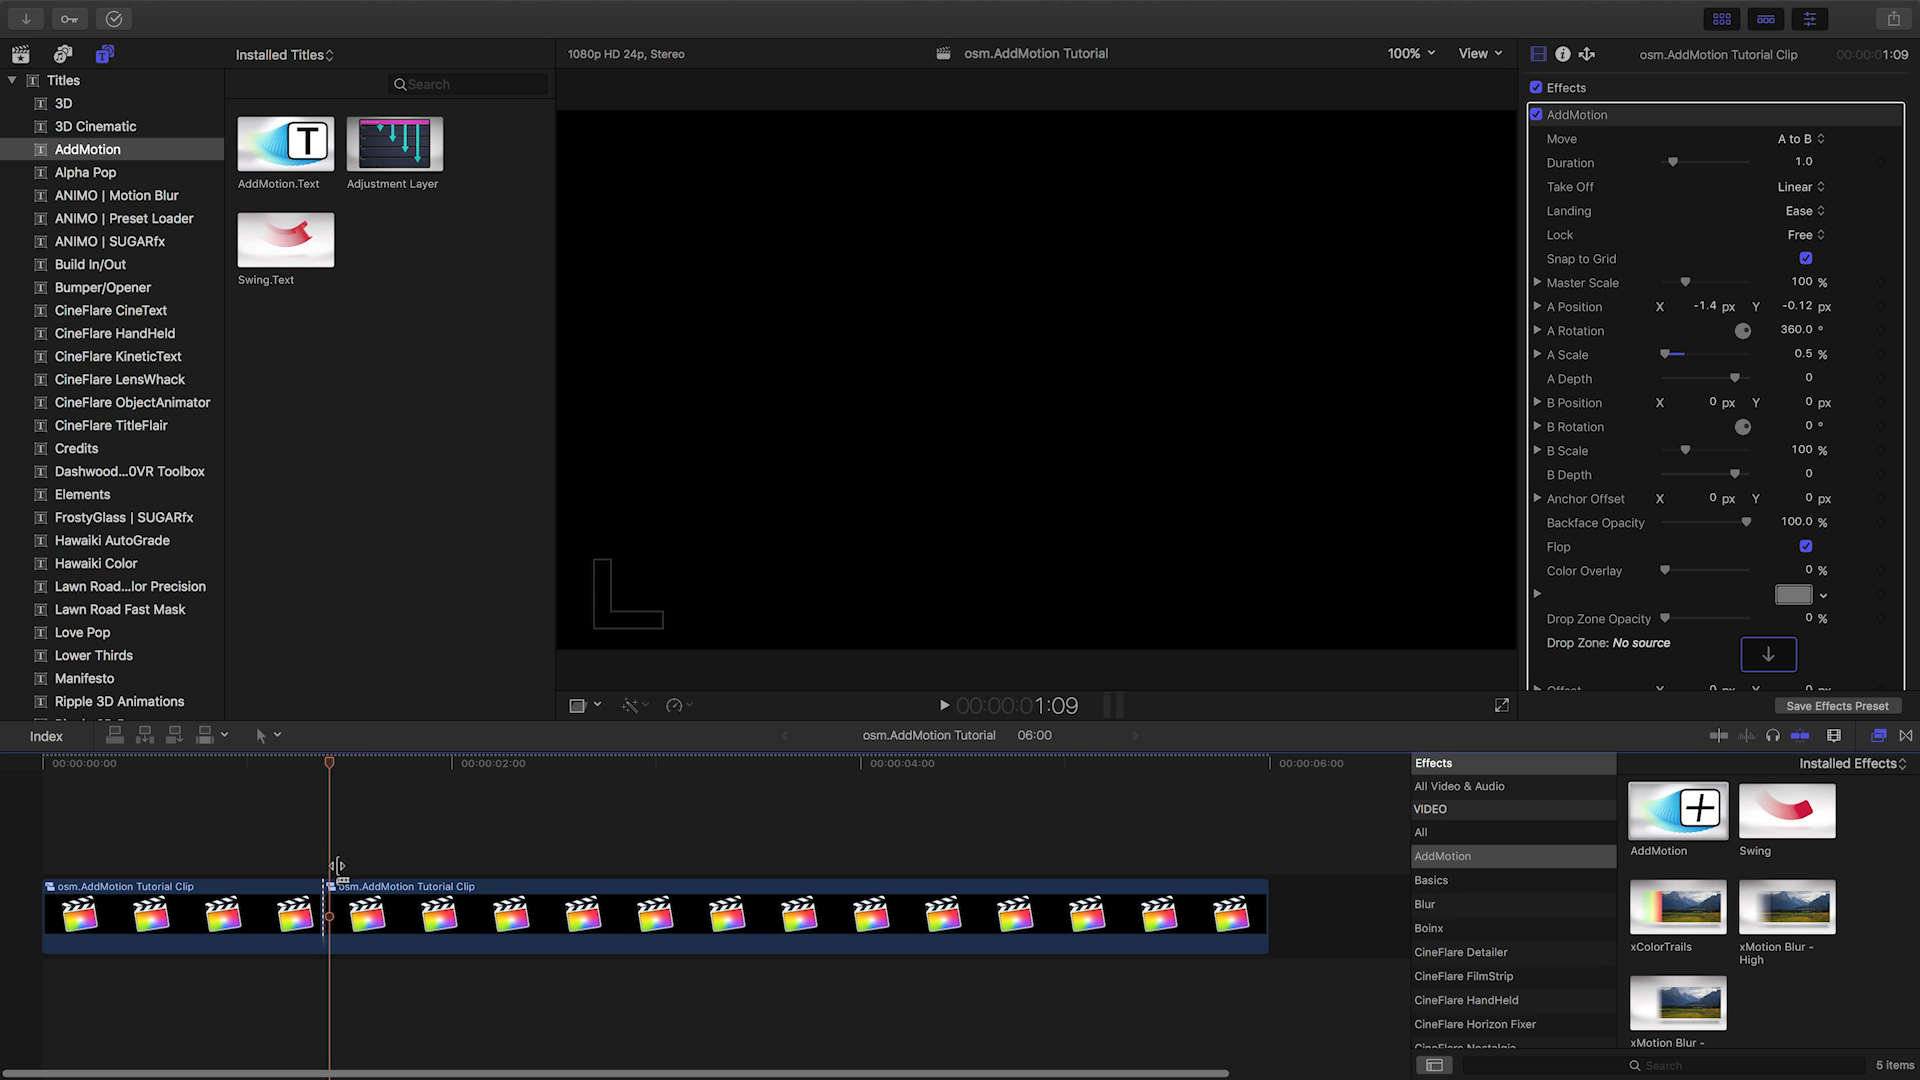 Installed Titles
1080p HD 24p, Stereo
osm.AddMotion Tutorial
100%
View
osm.AddMotion Tutorial Clip
00:00:01:09
Titles
3D
3D Cinematic
AddMotion
Alpha Pop
ANIMO | Motion Blur
ANIMO | Preset Loader
ANIMO | SUGARfx
Build In/Out
Bumper/Opener
CineFlare CineText
CineFlare HandHeld
CineFlare KineticText
CineFlare LensWhack
CineFlare ObjectAnimator
CineFlare TitleFlair
Credits
Dashwood...0VR Toolbox
Elements
FrostyGlass | SUGARfx
Hawaiki AutoGrade
Hawaiki Color
Lawn Road...lor Precision
Lawn Road Fast Mask
Love Pop
Lower Thirds
Manifesto
Ripple 3D Animations
Search
AddMotion.Text
Adjustment Layer
Swing.Text
Effects
AddMotion
Move A to B
Duration 1.0
Take Off Linear
Landing Ease
Lock Free
Snap to Grid
Master Scale 100 %
A Position X -1.4 px Y -0.12 px
A Rotation 360.0 °
A Scale 0.5 %
A Depth 0
B Position X 0 px Y 0 px
B Rotation 0 °
B Scale 100 %
B Depth 0
Anchor Offset X 0 px Y 0 px
Backface Opacity 100.0 %
Flop
Color Overlay 0 %
Drop Zone Opacity 0 %
Drop Zone: No source
Offset X 0 px Y 0 px
Save Effects Preset
00:00:01:09
Index
osm.AddMotion Tutorial 06:00
00:00:00:00
00:00:02:00
00:00:04:00
00:00:06:00
osm.AddMotion Tutorial Clip
osm.AddMotion Tutorial Clip
Effects
All Video & Audio
VIDEO
All
AddMotion
Basics
Blur
Boinx
CineFlare Detailer
CineFlare FilmStrip
CineFlare HandHeld
CineFlare Horizon Fixer
CineFlare Nostalgia
Installed Effects
AddMotion
Swing
xColorTrails
xMotion Blur -
High
xMotion Blur -
Search
5 items